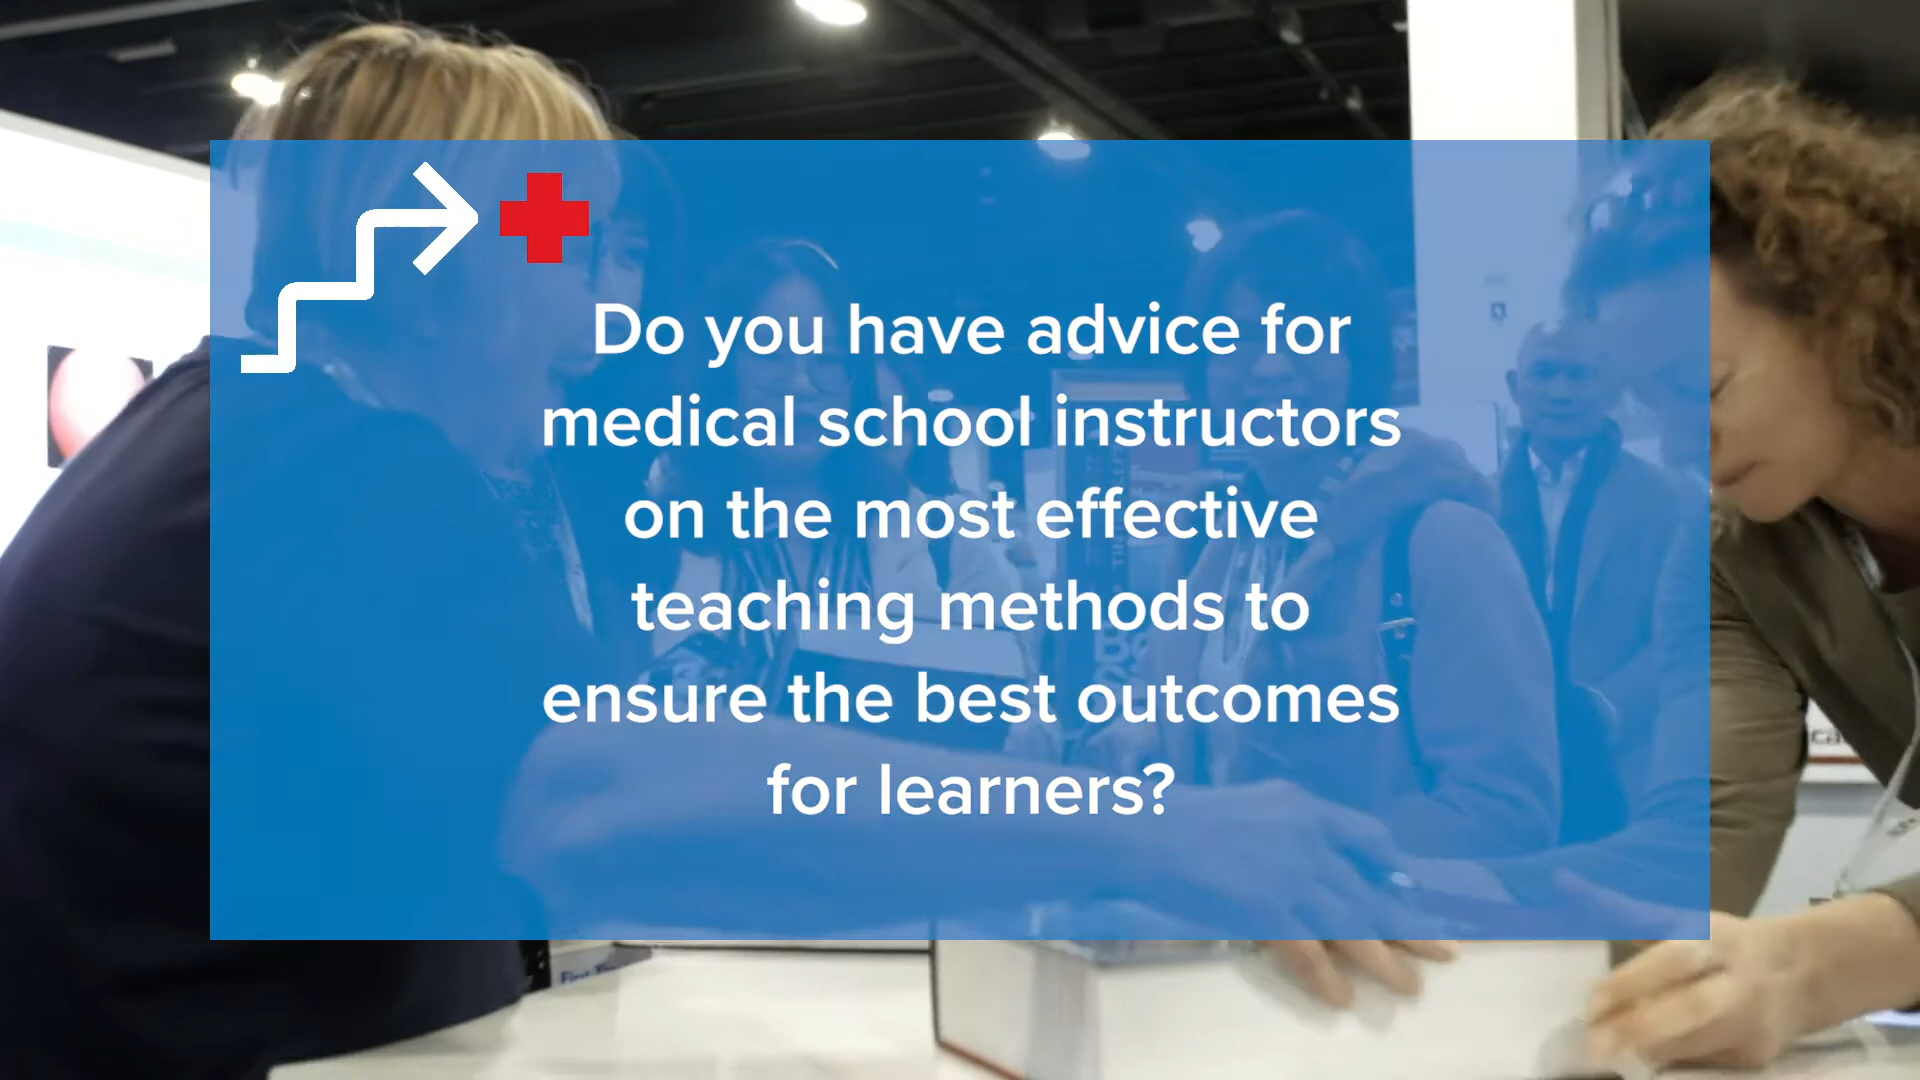 Do you have advice for
medical school instructors
on the most effective
teaching methods to
ensure the best outcomes
for learners?